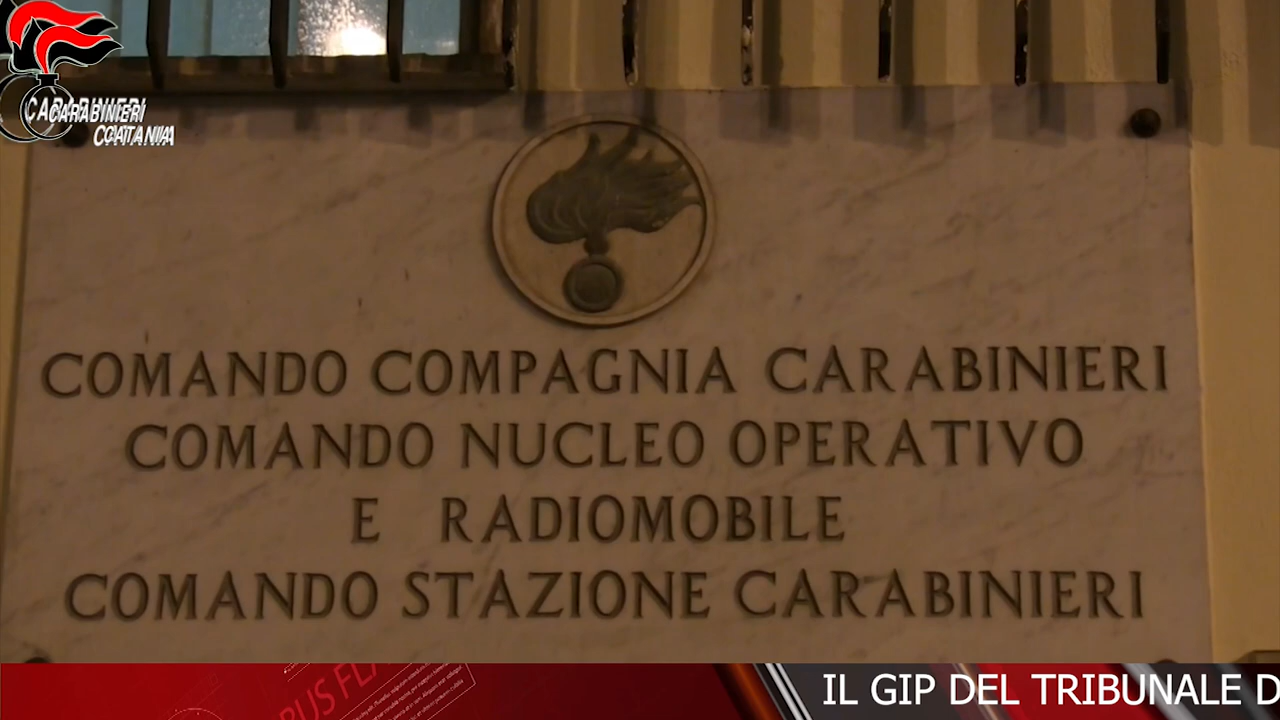 CARABINIERI
CATANIA
COMANDO COMPAGNIA CARABINIERI
COMANDO NUCLEO OPERATIVO
E RADIOMOBILE
COMANDO STAZIONE CARABINIERI
IL GIP DEL TRIBUNALE D